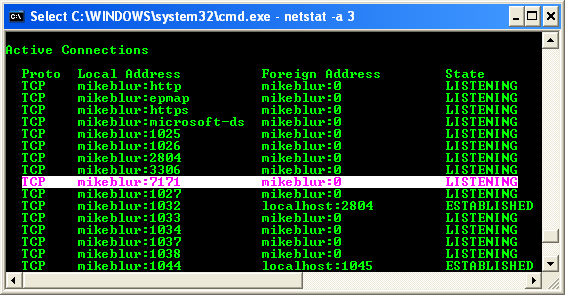 Select C:\WINDOWS\system32\cmd.exe - netstat -a 3
Active Connections
Proto Local Address Foreign Address State
TCP mikeblur:http mikeblur:0 LISTENING
TCP mikeblur:epmap mikeblur:0 LISTENING
TCP mikeblur:https mikeblur:0 LISTENING
TCP mikeblur:microsoft-ds mikeblur:0 LISTENING
TCP mikeblur:1025 mikeblur:0 LISTENING
TCP mikeblur:1026 mikeblur:0 LISTENING
TCP mikeblur:2804 mikeblur:0 LISTENING
TCP mikeblur:3306 mikeblur:0 LISTENING
TCP mikeblur:7171 mikeblur:0 LISTENING
TCP mikeblur:1027 mikeblur:0 LISTENING
TCP mikeblur:1032 localhost:2804 ESTABLISHED
TCP mikeblur:1033 mikeblur:0 LISTENING
TCP mikeblur:1034 mikeblur:0 LISTENING
TCP mikeblur:1037 mikeblur:0 LISTENING
TCP mikeblur:1038 mikeblur:0 LISTENING
TCP mikeblur:1044 localhost:1045 ESTABLISHED